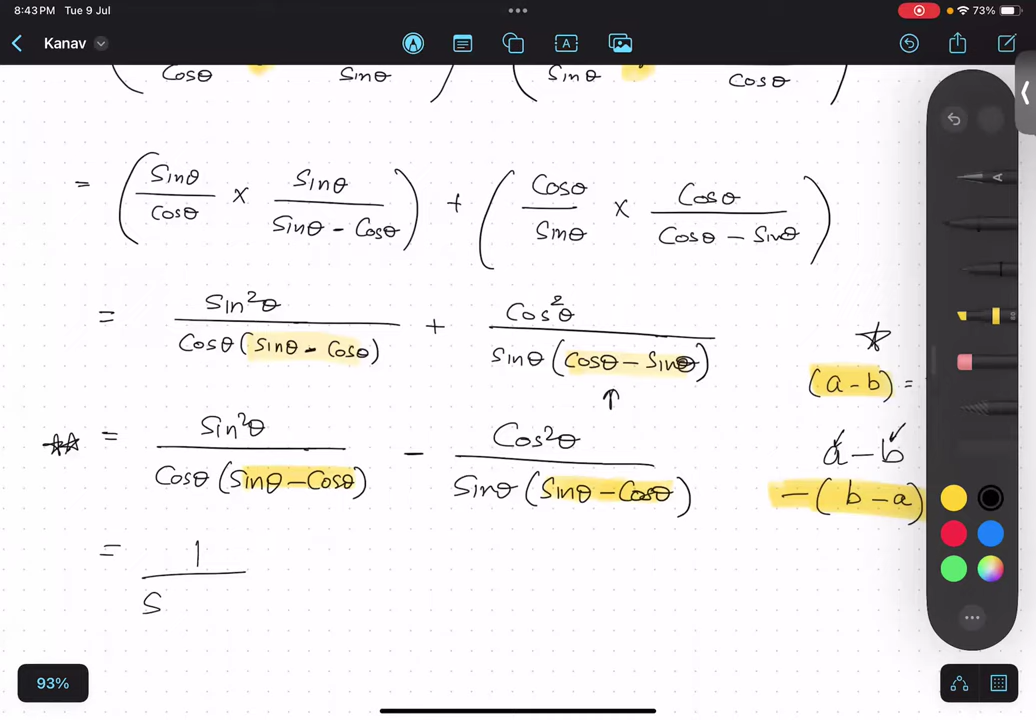 8:43PM Tue 9 Jul 73%
Kanav
A
Cosθ Sinθ Sinθ Cosθ
= (Sinθ/Cosθ × Sinθ/(Sinθ - Cosθ)) + (Cosθ/Sinθ × Cosθ/(Cosθ - Sinθ))
= Sin²θ/(Cosθ(Sinθ - Cosθ)) + Cos²θ/(Sinθ(Cosθ - Sinθ))
↑
☆
(a - b) =
☆☆ = Sin²θ/(Cosθ(Sinθ - Cosθ)) - Cos²θ/(Sinθ(Sinθ - Cosθ))
a - b
-(b - a)
= 1/S
93%